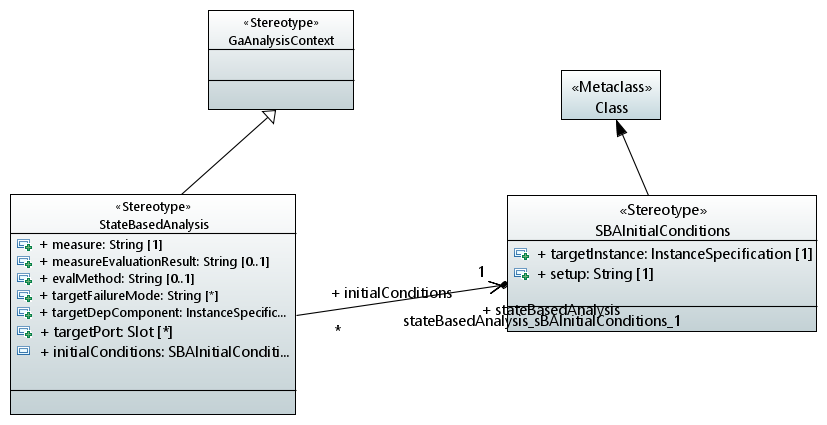 «Stereotype»
GaAnalysisContext
«Metaclass»
Class
«Stereotype»
StateBasedAnalysis
+ measure: String [1]
+ measureEvaluationResult: String [0..1]
+ evalMethod: String [0..1]
+ targetFailureMode: String [*]
+ targetDepComponent: InstanceSpecific...
+ targetPort: Slot [*]
+ initialConditions: SBAInitialConditi...
«Stereotype»
SBAInitialConditions
+ targetInstance: InstanceSpecification [1]
+ setup: String [1]
1
+ initialConditions
+ stateBasedAnalysis
stateBasedAnalysis_sBAInitialConditions_1
*